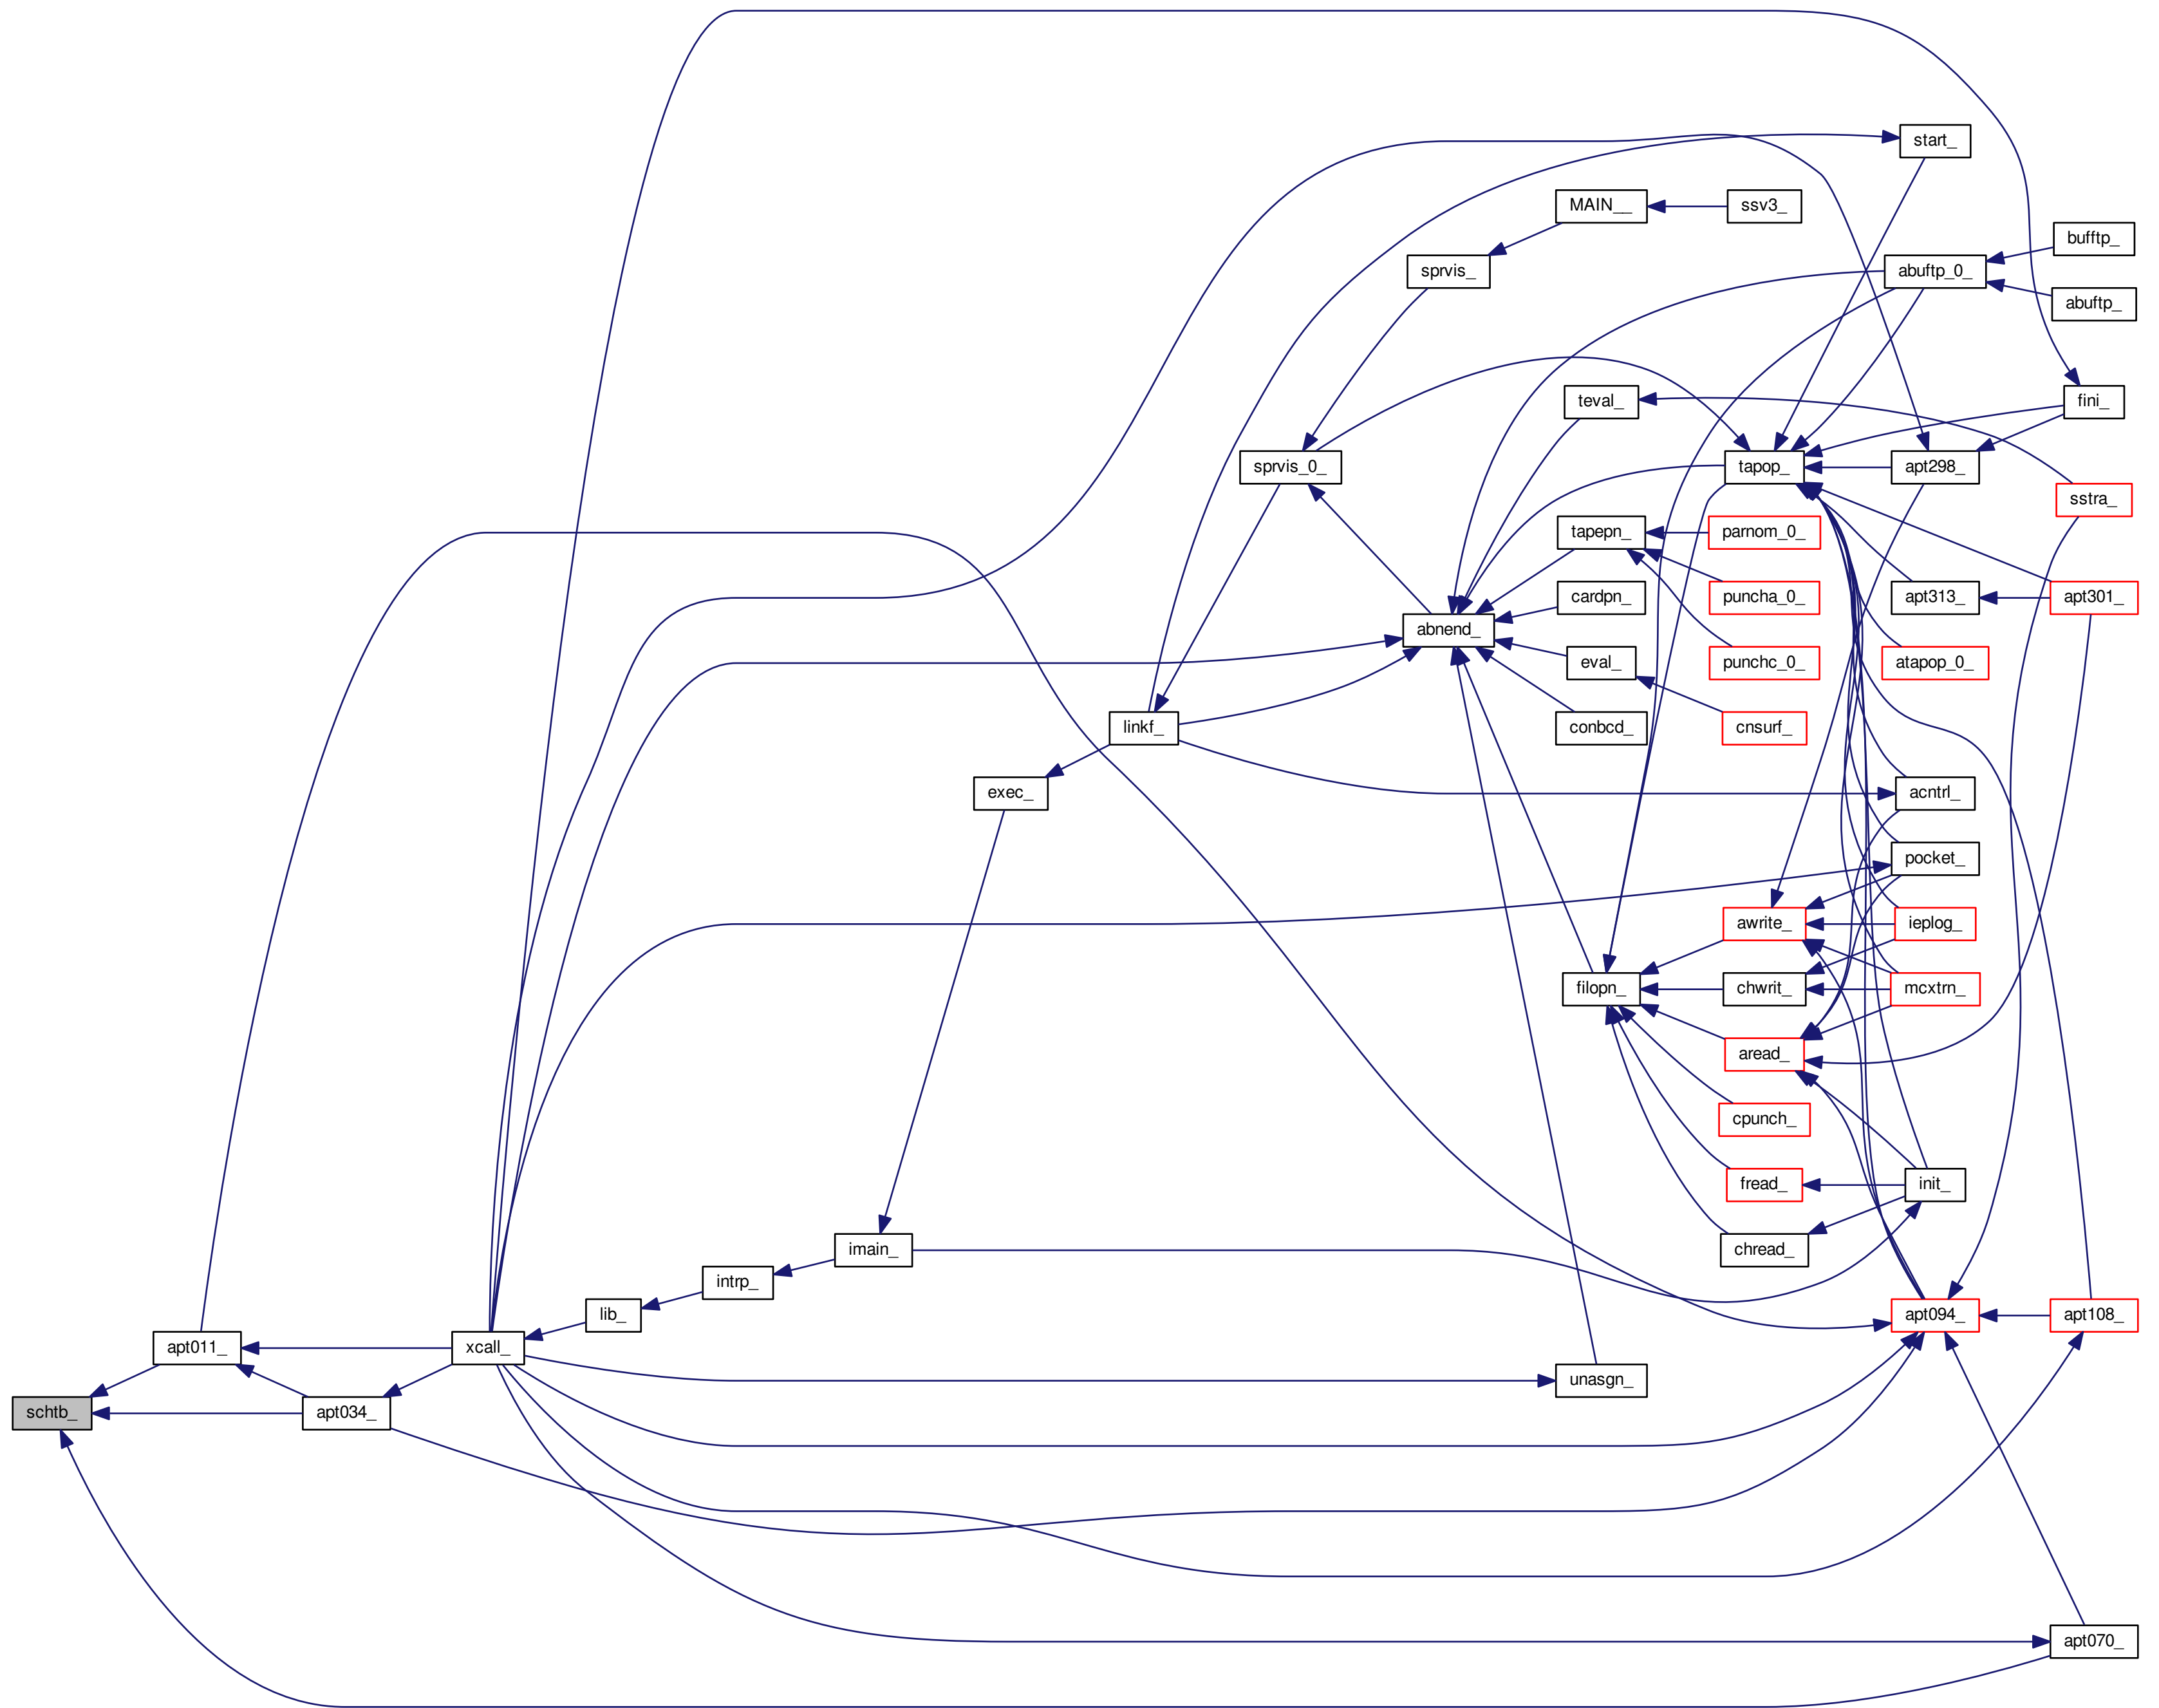 start_
MAIN__
ssv3_
bufftp_
sprvis_
abuftp_0_
abuftp_
teval_
fini_
sprvis_0_
tapop_
apt298_
sstra_
tapepn_
parnom_0_
cardpn_
puncha_0_
apt313_
apt301_
abnend_
eval_
punchc_0_
atapop_0_
linkf_
conbcd_
cnsurf_
exec_
acntrl_
pocket_
awrite_
ieplog_
filopn_
chwrit_
mcxtrn_
aread_
cpunch_
fread_
init_
imain_
chread_
intrp_
lib_
apt094_
apt108_
apt011_
xcall_
unasgn_
schtb_
apt034_
apt070_